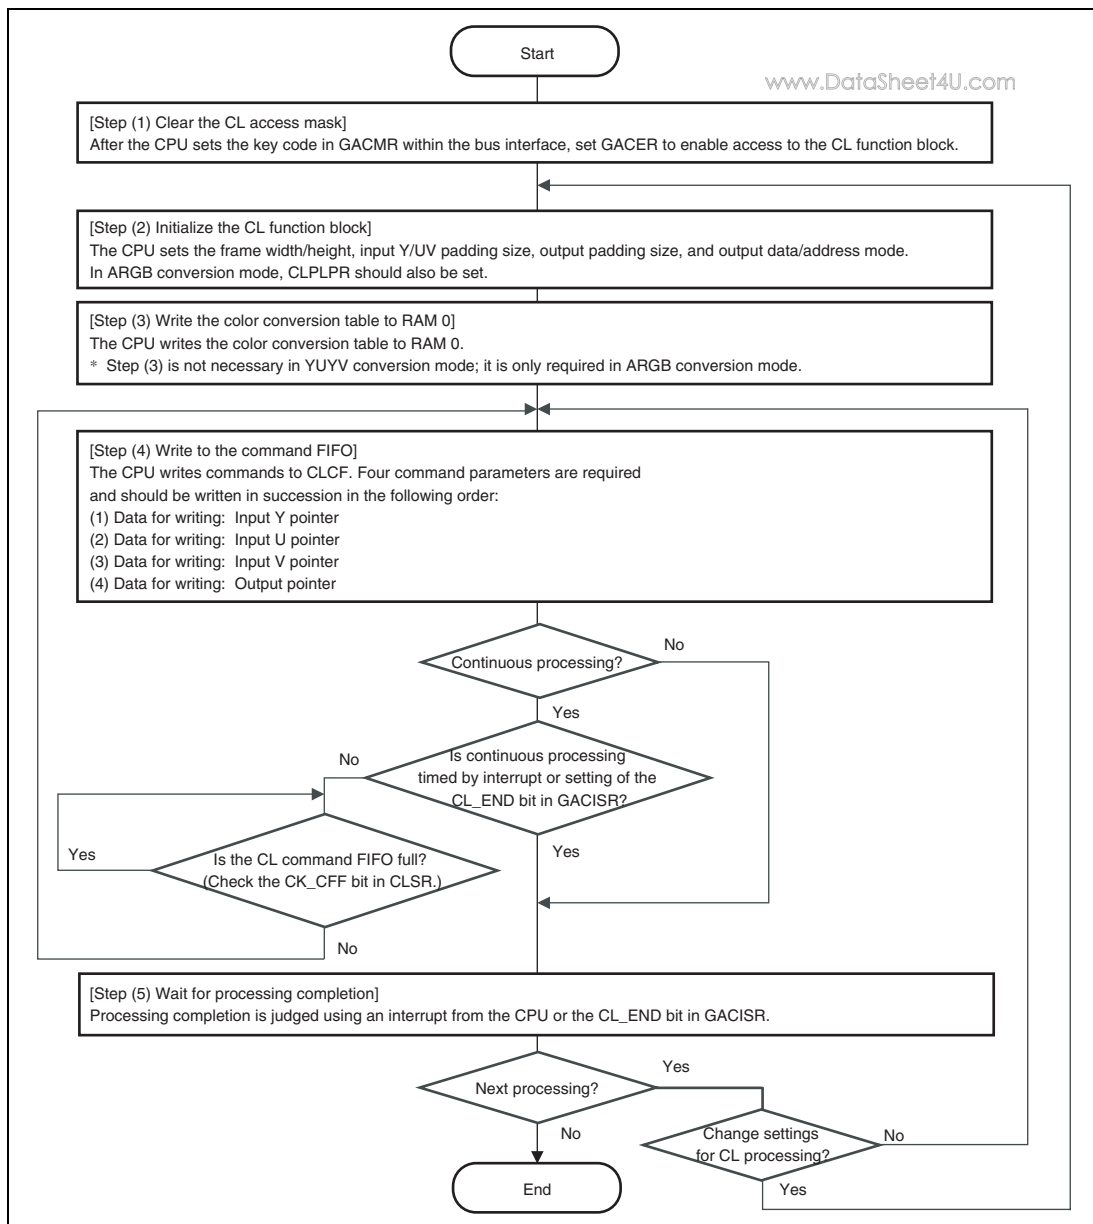 Start
www.DataSheet4U.com
[Step (1) Clear the CL access mask]
After the CPU sets the key code in GACMR within the bus interface, set GACER to enable access to the CL function block.
[Step (2) Initialize the CL function block]
The CPU sets the frame width/height, input Y/UV padding size, output padding size, and output data/address mode.
In ARGB conversion mode, CLPLPR should also be set.
[Step (3) Write the color conversion table to RAM 0]
The CPU writes the color conversion table to RAM 0.
* Step (3) is not necessary in YUYV conversion mode; it is only required in ARGB conversion mode.
[Step (4) Write to the command FIFO]
The CPU writes commands to CLCF. Four command parameters are required
and should be written in succession in the following order:
(1) Data for writing: Input Y pointer
(2) Data for writing: Input U pointer
(3) Data for writing: Input V pointer
(4) Data for writing: Output pointer
No
Continuous processing?
Yes
No
Is continuous processing
timed by interrupt or setting of the
CL_END bit in GACISR?
Yes
Yes
Is the CL command FIFO full?
(Check the CK_CFF bit in CLSR.)
No
[Step (5) Wait for processing completion]
Processing completion is judged using an interrupt from the CPU or the CL_END bit in GACISR.
Yes
Next processing?
No
Change settings
for CL processing?
No
Yes
End